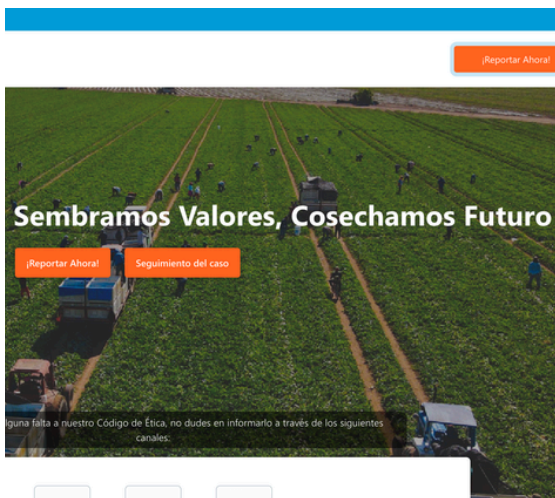 ¡Reportar Ahora!
Sembramos Valores, Cosechamos Futuro
¡Reportar Ahora!
Seguimiento del caso
falta a nuestro Código de Ética, no dudes en informarlo a través de los siguientes
canales: